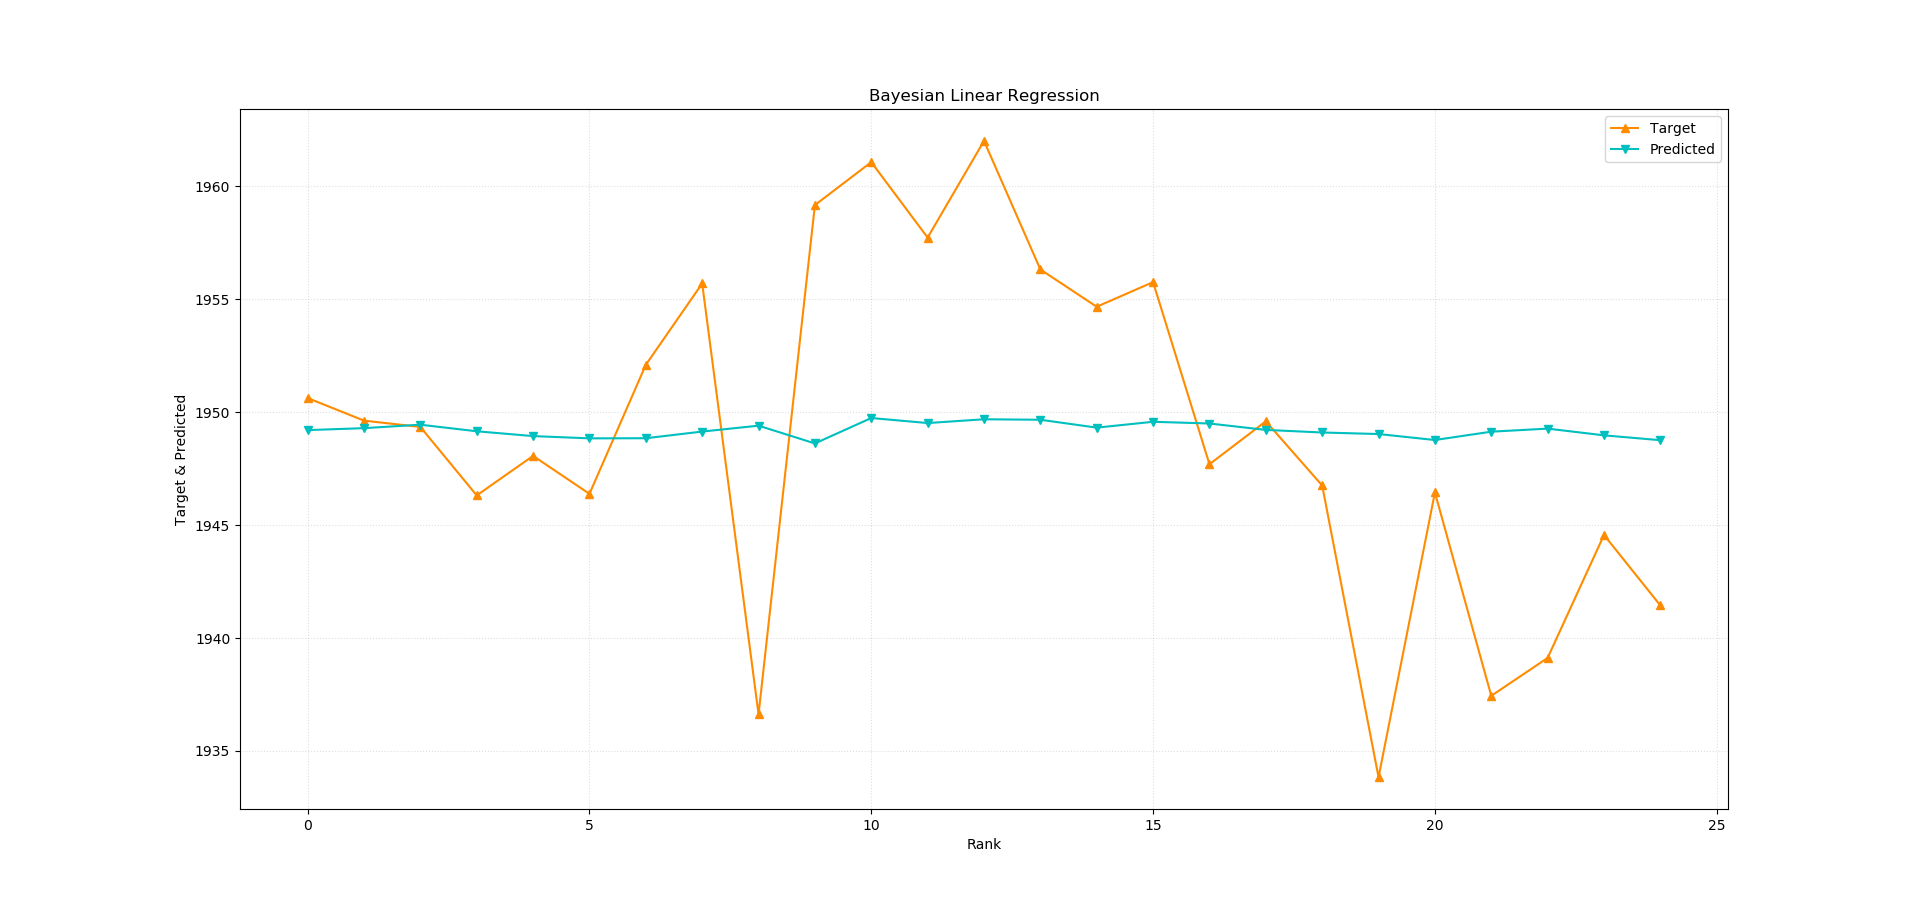 Bayesian Linear Regression
Target
Predicted
Target & Predicted
1960
1955
1950
1945
1940
1935
0 5 10 15 20 25
Rank